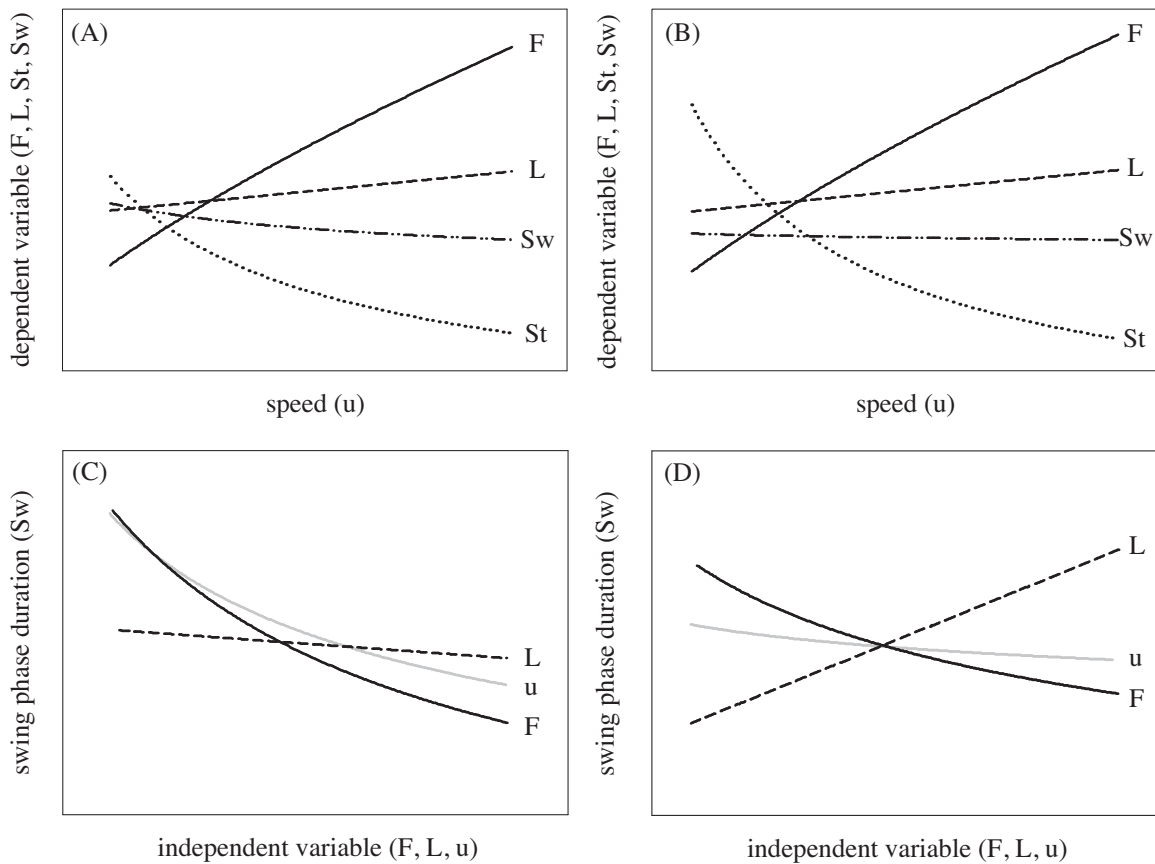 (A)
F
L
Sw
St
dependent variable (F, L, St, Sw)
speed (u)
(B)
F
L
Sw
St
dependent variable (F, L, St, Sw)
speed (u)
(C)
L
u
F
swing phase duration (Sw)
independent variable (F, L, u)
(D)
L
u
F
swing phase duration (Sw)
independent variable (F, L, u)